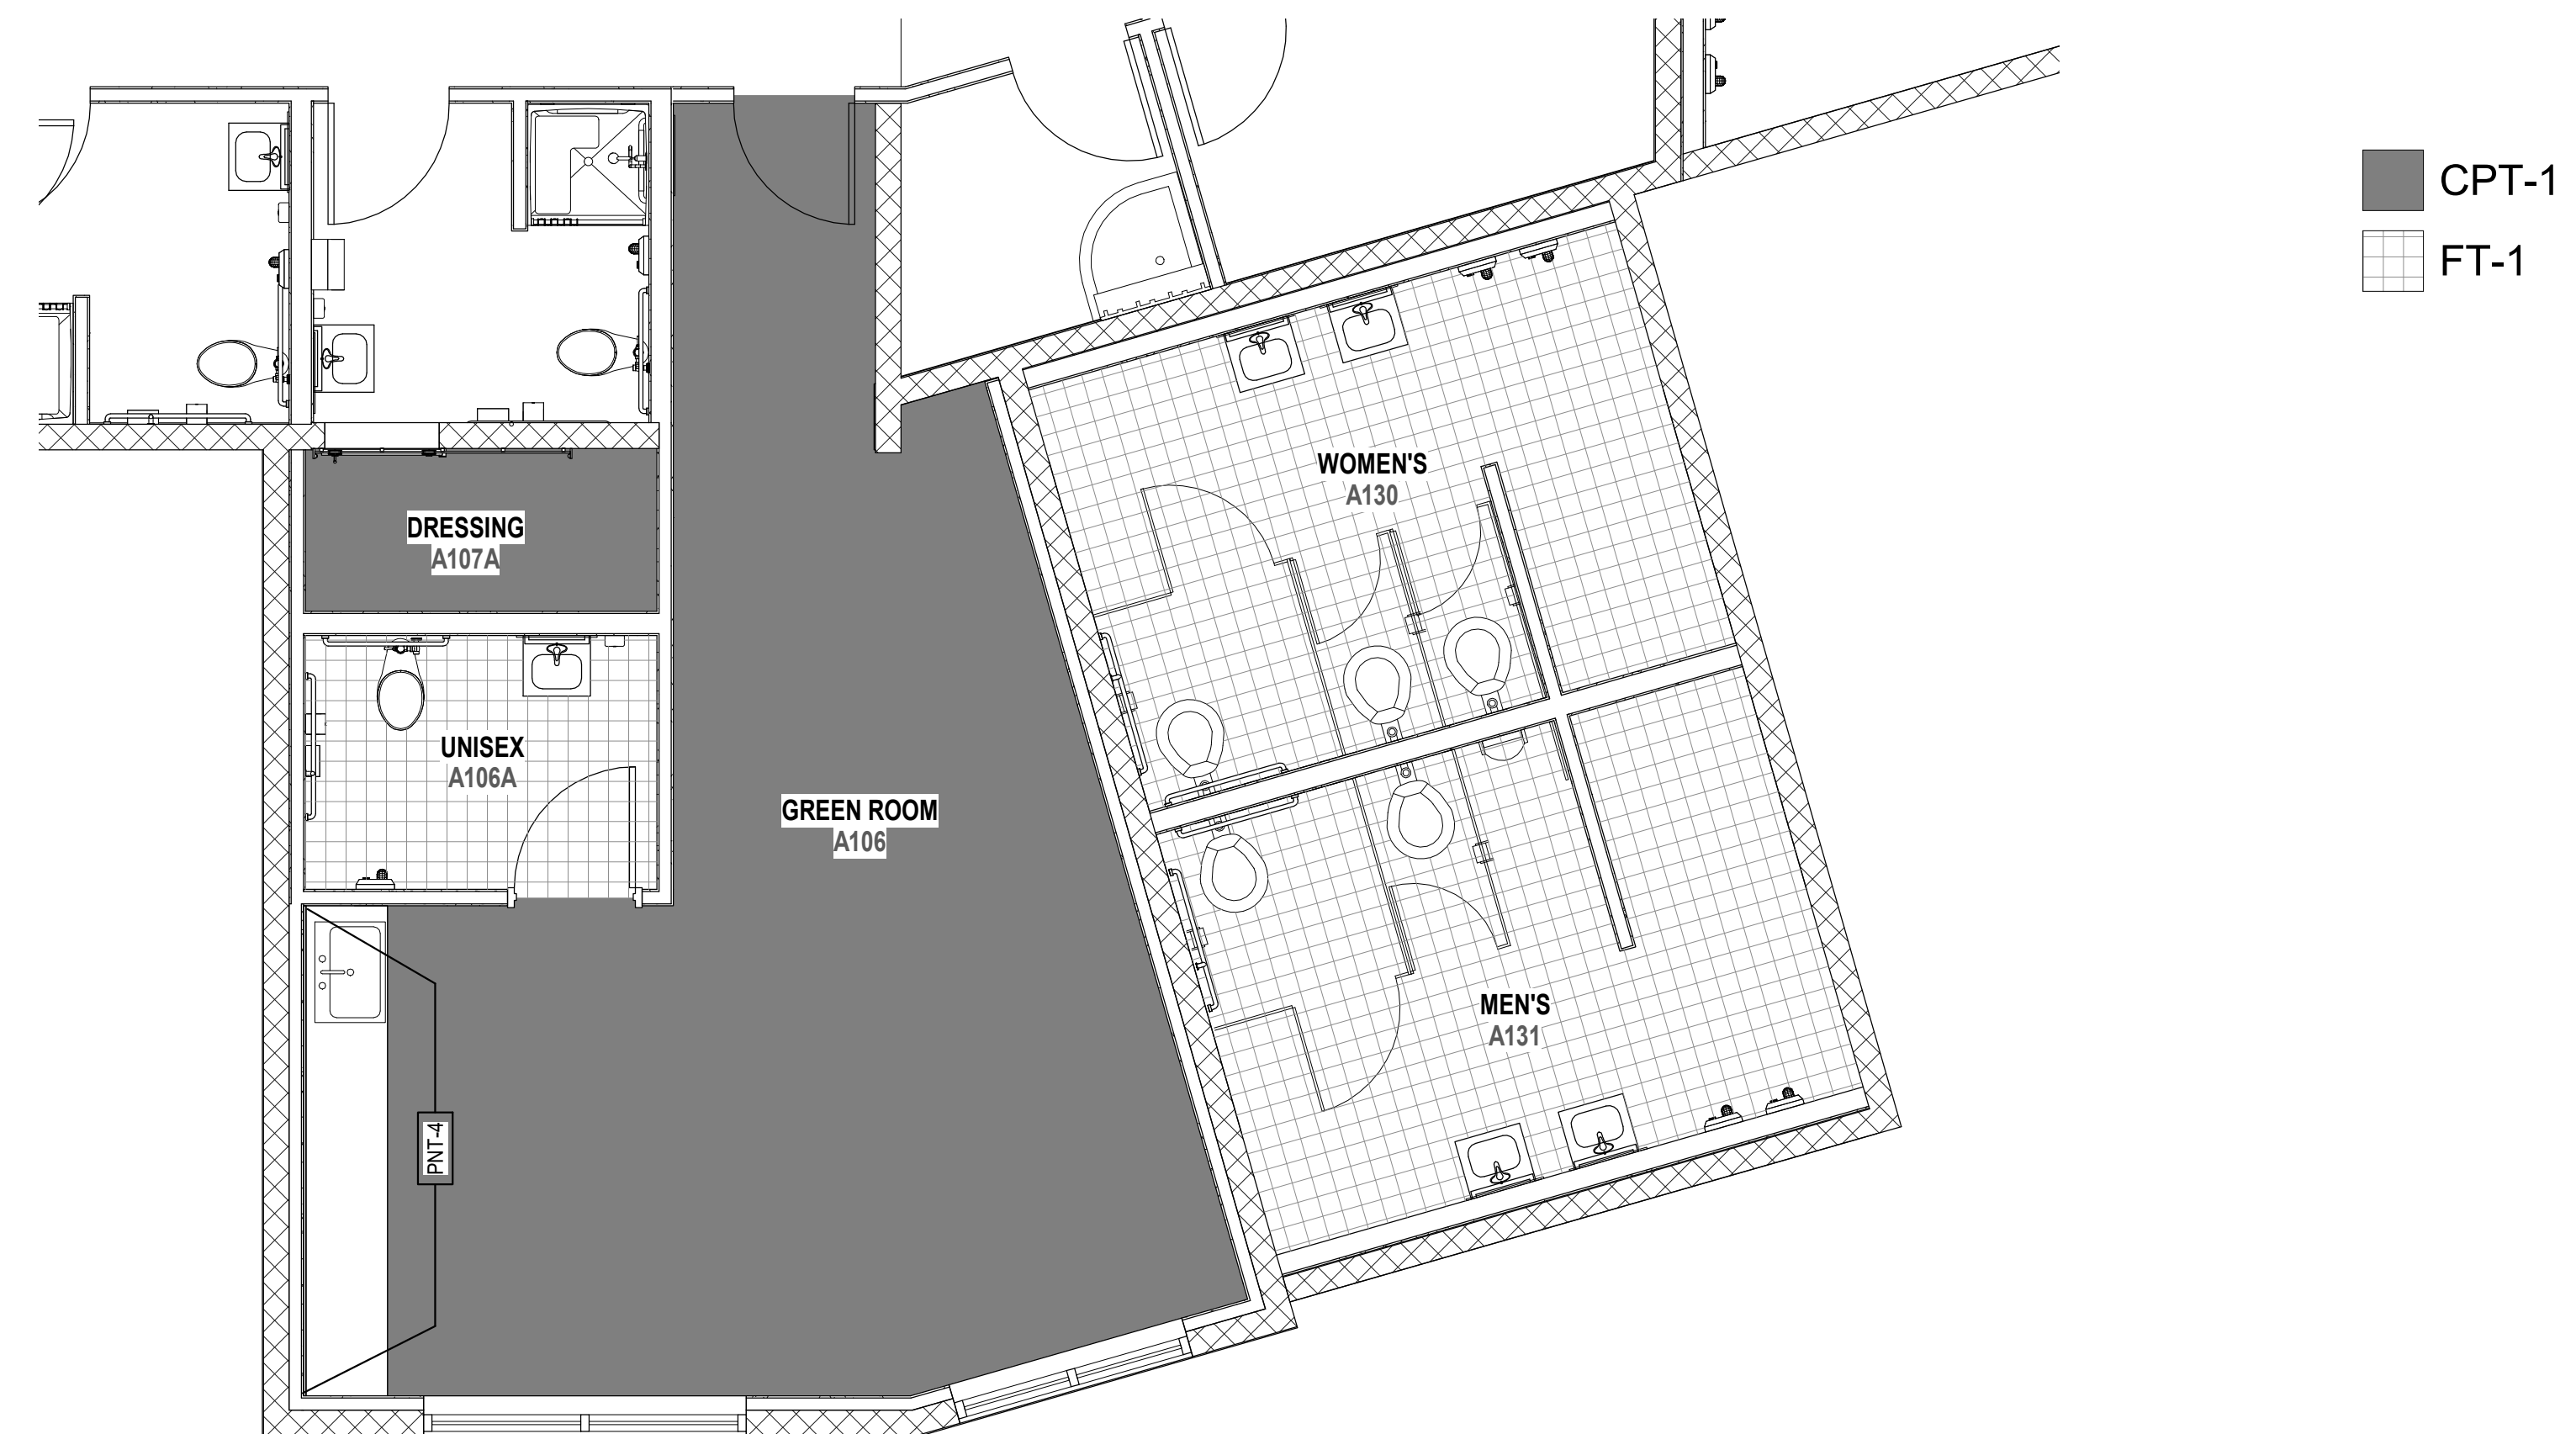 CPT-1
FT-1
WOMEN'S
A130
DRESSING
A107A
UNISEX
A106A
GREEN ROOM
A106
MEN'S
A131
PNT-4